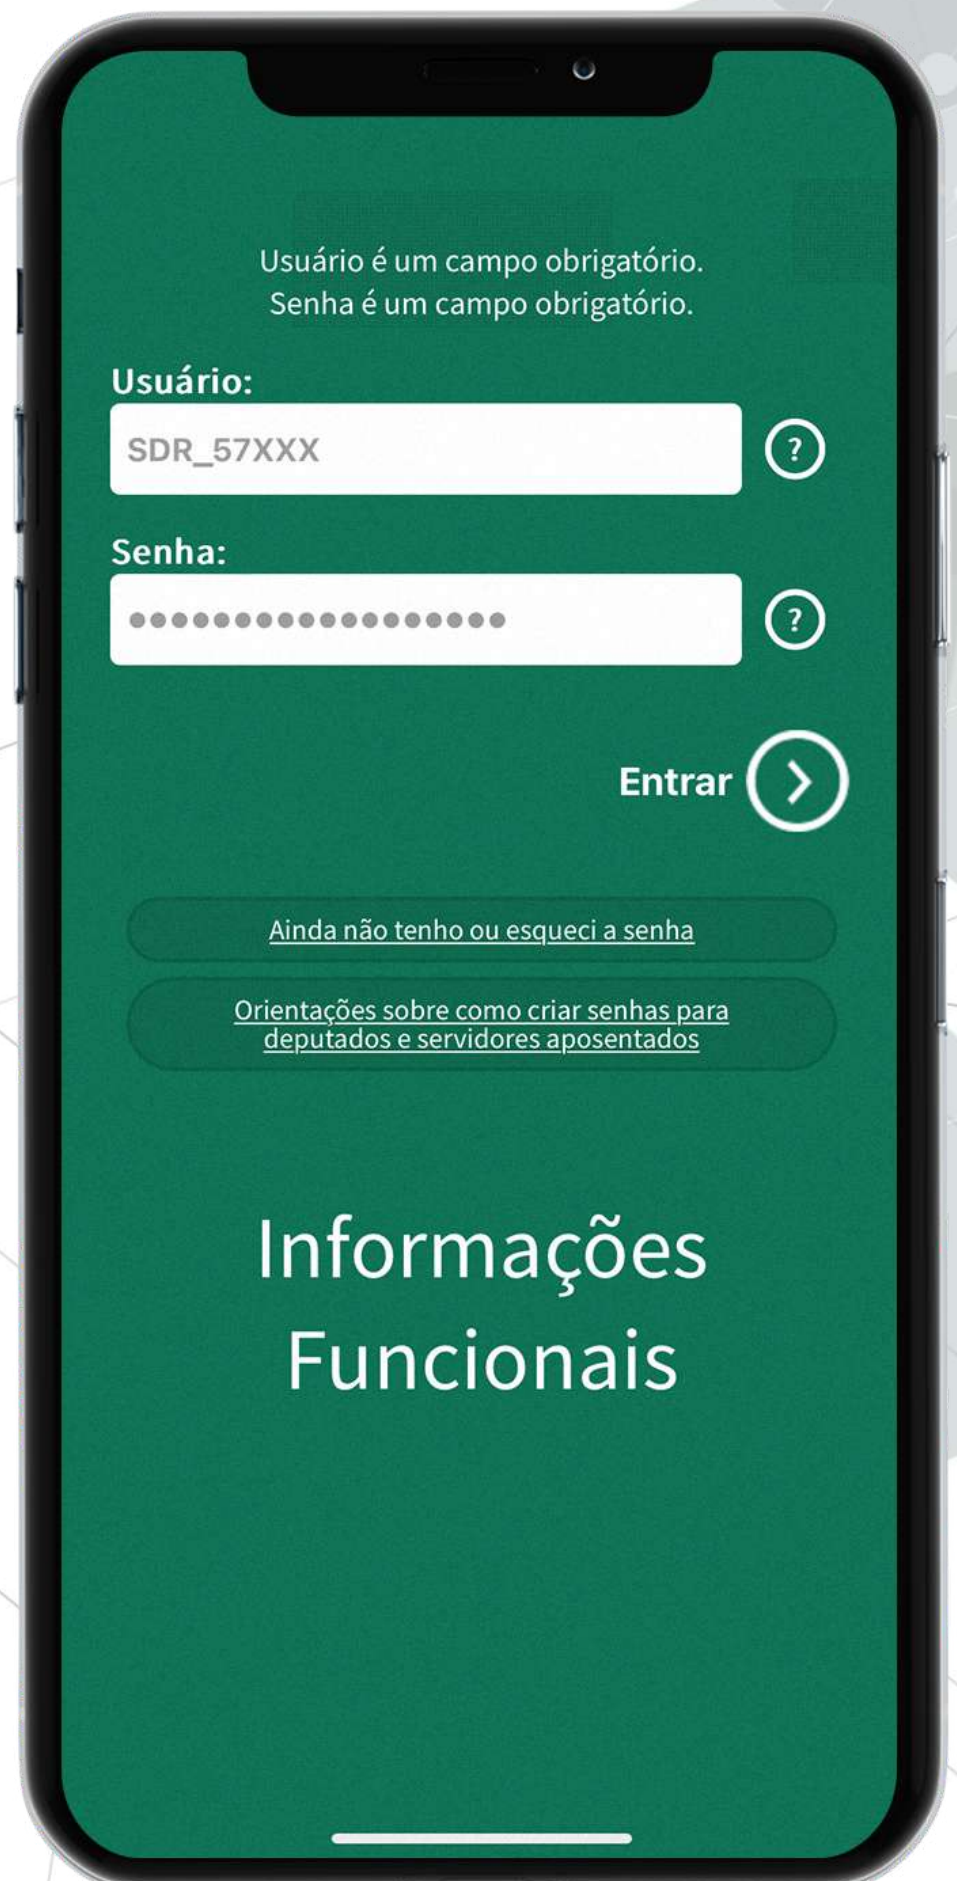 Usuário é um campo obrigatório.
Senha é um campo obrigatório.
Usuário:
SDR_57XXX
?
Senha:
••••••••••••••••••
?
Entrar
Ainda não tenho ou esqueci a senha
Orientações sobre como criar senhas para
deputados e servidores aposentados
Informações
Funcionais